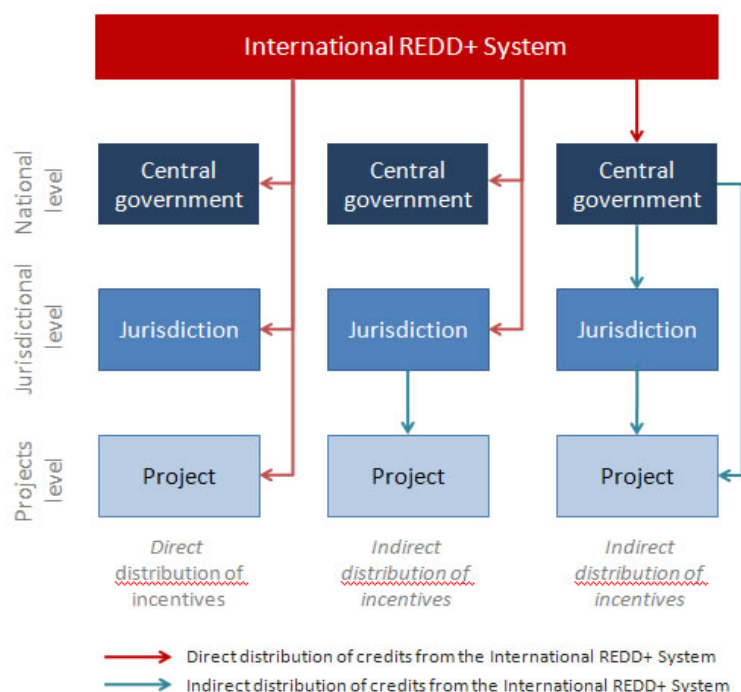 International REDD+ System
National
level
Central
government
Central
government
Central
government
Jurisdictional
level
Jurisdiction
Jurisdiction
Jurisdiction
Projects
level
Project
Project
Project
Direct
distribution of
incentives
Indirect
distribution of
incentives
Indirect
distribution of
incentives
Direct distribution of credits from the International REDD+ System
Indirect distribution of credits from the International REDD+ System